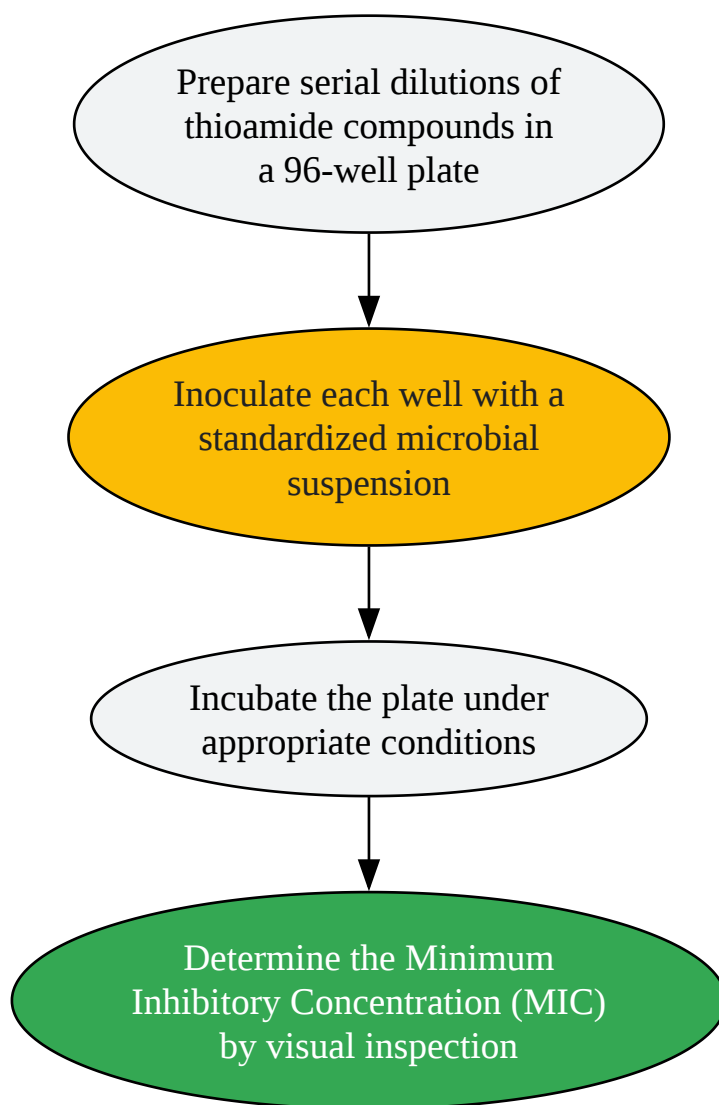 Prepare serial dilutions of
thioamide compounds in
a 96-well plate
Inoculate each well with a
standardized microbial
suspension
Incubate the plate under
appropriate conditions
Determine the Minimum
Inhibitory Concentration (MIC)
by visual inspection